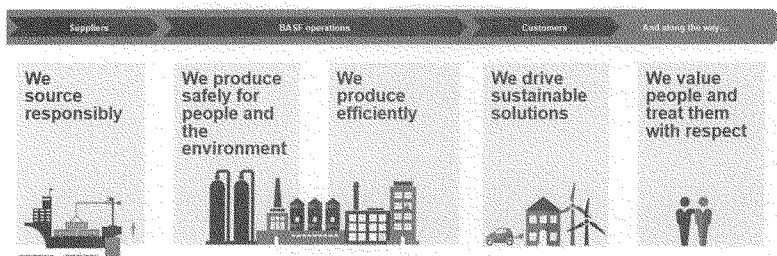 Suppliers
BASF operations
Customers
And along the way...
We
source
responsibly
We produce
safely for
people and
the
environment
We
produce
efficiently
We drive
sustainable
solutions
We value
people and
treat them
with respect